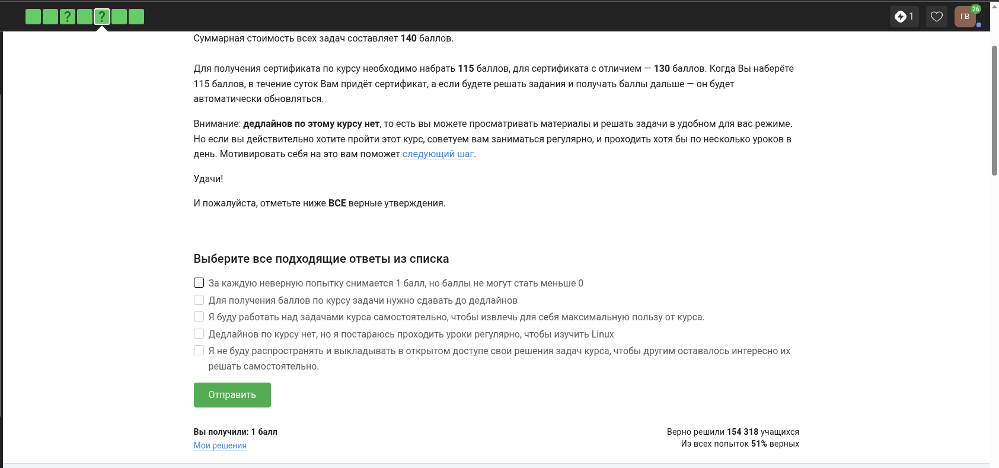 ? ?
1
ГВ
26
Суммарная стоимость всех задач составляет 140 баллов.
Для получения сертификата по курсу необходимо набрать 115 баллов, для сертификата с отличием — 130 баллов. Когда Вы наберёте
115 баллов, в течение суток Вам придёт сертификат, а если будете решать задания и получать баллы дальше — он будет
автоматически обновляться.
Внимание: дедлайнов по этому курсу нет, то есть вы можете просматривать материалы и решать задачи в удобном для вас режиме.
Но если вы действительно хотите пройти этот курс, советуем вам заниматься регулярно, и проходить хотя бы по несколько уроков в
день. Мотивировать себя на это вам поможет следующий шаг.
Удачи!
И пожалуйста, отметьте ниже ВСЕ верные утверждения.
Выберите все подходящие ответы из списка
За каждую неверную попытку снимается 1 балл, но баллы не могут стать меньше 0
Для получения баллов по курсу задачи нужно сдавать до дедлайнов
Я буду работать над задачами курса самостоятельно, чтобы извлечь для себя максимальную пользу от курса.
Дедлайнов по курсу нет, но я постараюсь проходить уроки регулярно, чтобы изучить Linux
Я не буду распространять и выкладывать в открытом доступе свои решения задач курса, чтобы другим оставалось интересно их
решать самостоятельно.
Отправить
Вы получили: 1 балл
Мои решения
Верно решили 154 318 учащихся
Из всех попыток 51% верных